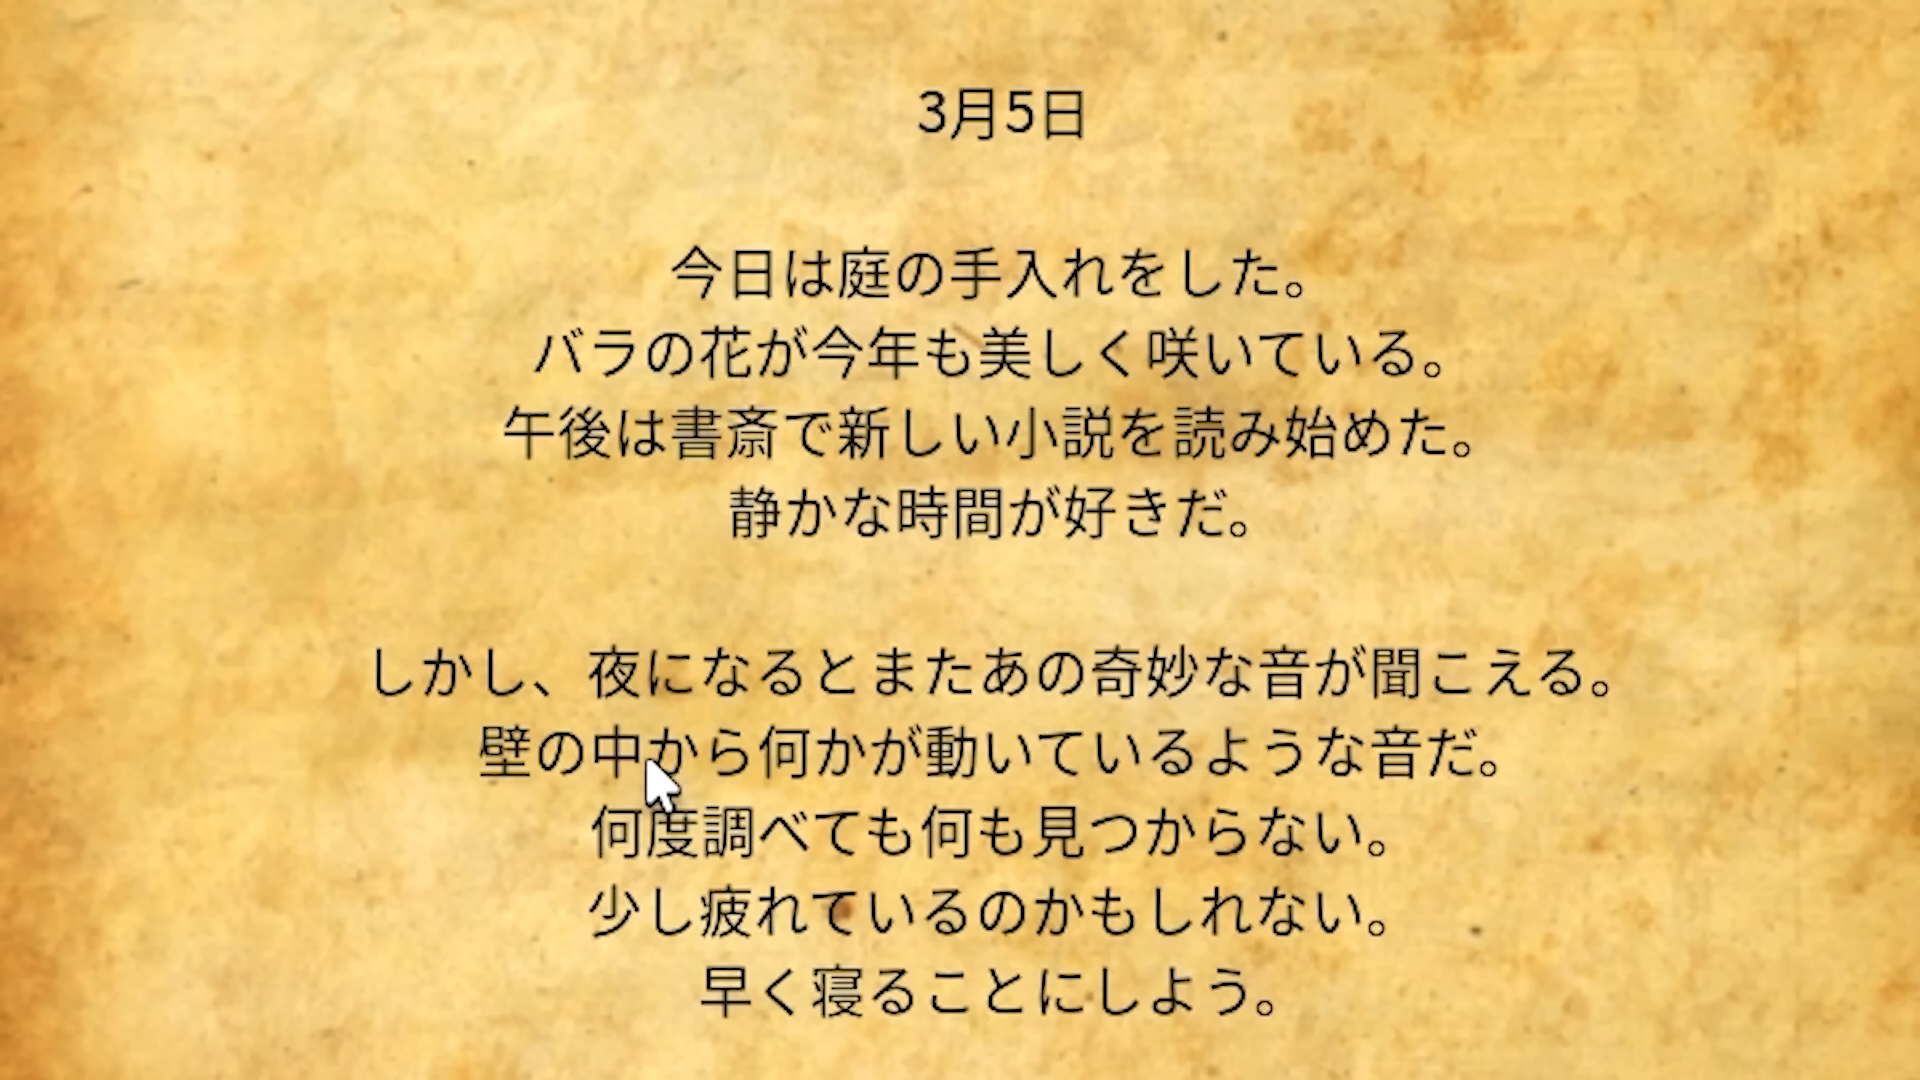 3月5日
今日は庭の手入れをした。
バラの花が今年も美しく咲いている。
午後は書斎で新しい小説を読み始めた。
静かな時間が好きだ。
しかし、夜になるとまたあの奇妙な音が聞こえる。
壁の中から何かが動いているような音だ。
何度調べても何も見つからない。
少し疲れているのかもしれない。
早く寝ることにしよう。